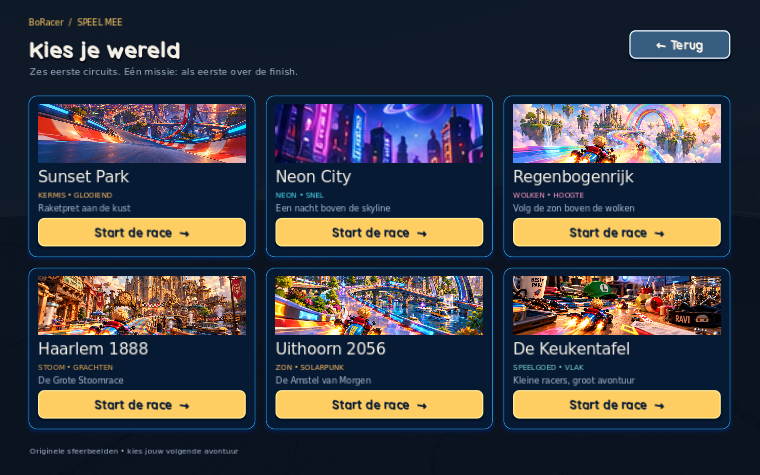 BoRacer / SPEEL MEE
Kies je wereld
← Terug
Zes eerste circuits. Eén missie: als eerste over de finish.
Sunset Park
KERMIS • GLOOIEND
Raketpret aan de kust
Start de race →
Neon City
NEON • SNEL
Een nacht boven de skyline
Start de race →
Regenbogenrijk
WOLKEN • HOOGTE
Volg de zon boven de wolken
Start de race →
Haarlem 1888
STOOM • GRACHTEN
De Grote Stoomrace
Start de race →
Uithoorn 2056
ZON • SOLARPUNK
De Amstel van Morgen
Start de race →
RAVI
De Keukentafel
SPEELGOED • VLAK
Kleine racers, groot avontuur
Start de race →
Originele sfeerbeelden • kies jouw volgende avontuur